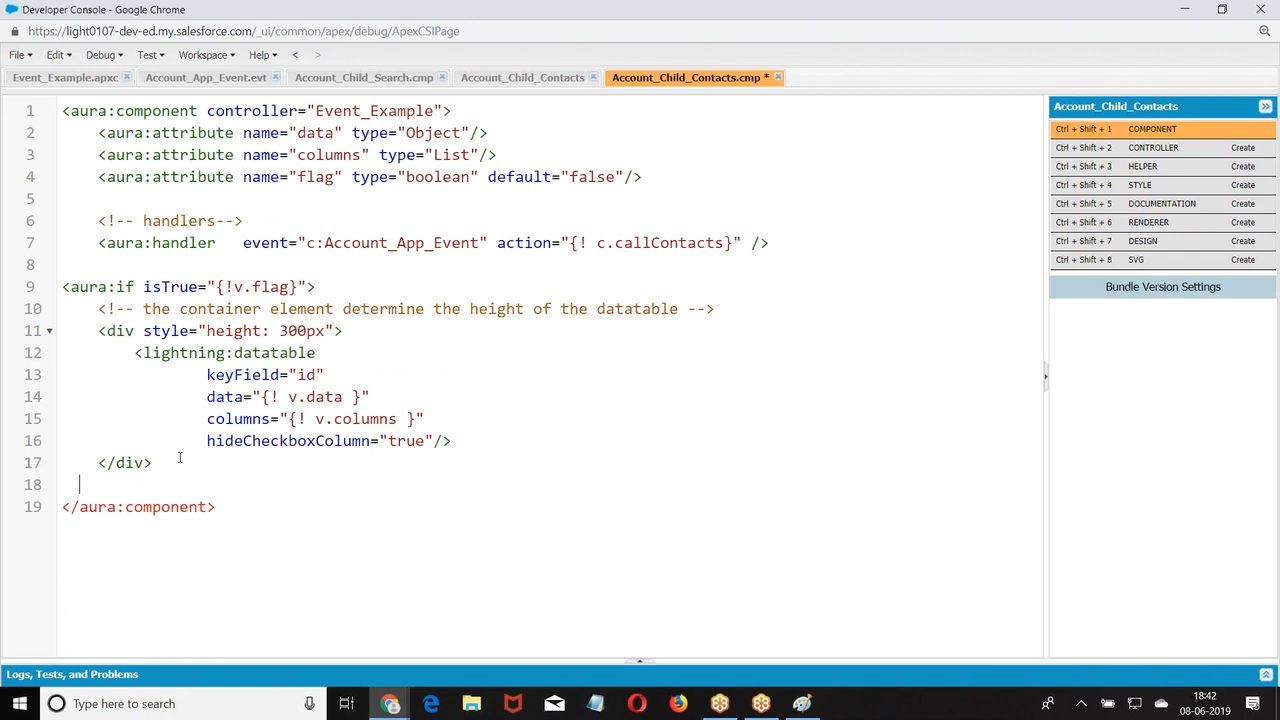 Developer Console - Google Chrome
https://light0107-dev-ed.my.salesforce.com/_ui/common/apex/debug/ApexCSIPage
File Edit Debug Test Workspace Help < >
Event_Example.apxc Account_App_Event.evt Account_Child_Search.cmp Account_Child_Contacts Account_Child_Contacts.cmp *
1 <aura:component controller="Event_Example">
2 <aura:attribute name="data" type="Object"/>
3 <aura:attribute name="columns" type="List"/>
4 <aura:attribute name="flag" type="boolean" default="false"/>
5
6 <!-- handlers-->
7 <aura:handler event="c:Account_App_Event" action="{! c.callContacts}" />
8
9 <aura:if isTrue="{!v.flag}">
10 <!-- the container element determine the height of the datatable -->
11 <div style="height: 300px">
12 <lightning:datatable
13 keyField="id"
14 data="{! v.data }"
15 columns="{! v.columns }"
16 hideCheckboxColumn="true"/>
17 </div>
18
19 </aura:component>
Account_Child_Contacts
Ctrl + Shift + 1 COMPONENT
Ctrl + Shift + 2 CONTROLLER Create
Ctrl + Shift + 3 HELPER Create
Ctrl + Shift + 4 STYLE Create
Ctrl + Shift + 5 DOCUMENTATION Create
Ctrl + Shift + 6 RENDERER Create
Ctrl + Shift + 7 DESIGN Create
Ctrl + Shift + 8 SVG Create
Bundle Version Settings
Logs, Tests, and Problems
Type here to search
18:42
08-06-2019